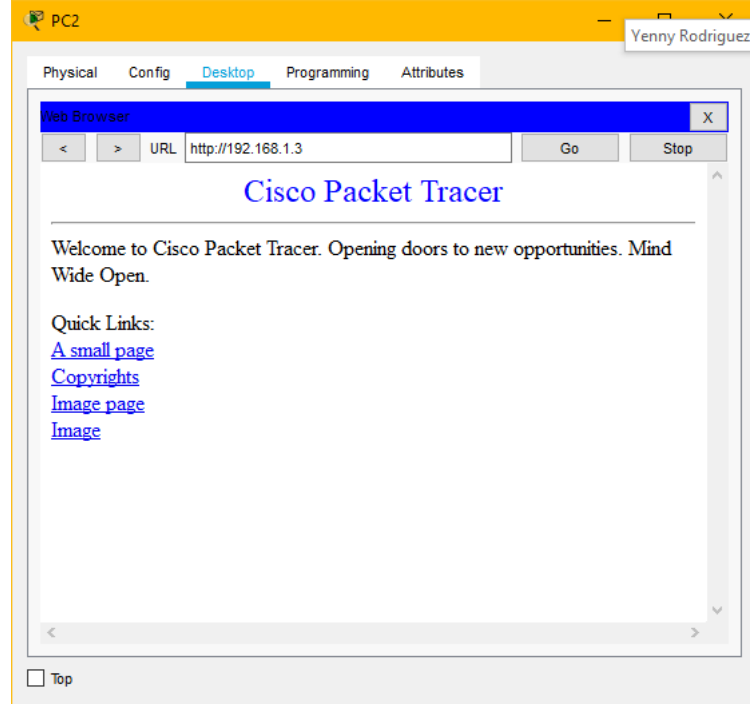 PC2
Yenny Rodriguez
Physical Config Desktop Programming Attributes
Web Browser X
< > URL http://192.168.1.3 Go Stop
Cisco Packet Tracer
Welcome to Cisco Packet Tracer. Opening doors to new opportunities. Mind
Wide Open.
Quick Links:
A small page
Copyrights
Image page
Image
Top